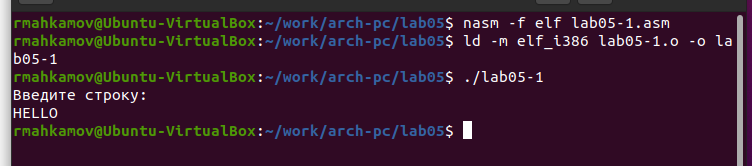 rmahkamov@Ubuntu-VirtualBox:~/work/arch-pc/lab05$ nasm -f elf lab05-1.asm
rmahkamov@Ubuntu-VirtualBox:~/work/arch-pc/lab05$ ld -m elf_i386 lab05-1.o -o la
b05-1
rmahkamov@Ubuntu-VirtualBox:~/work/arch-pc/lab05$ ./lab05-1
Введите строку:
HELLO
rmahkamov@Ubuntu-VirtualBox:~/work/arch-pc/lab05$